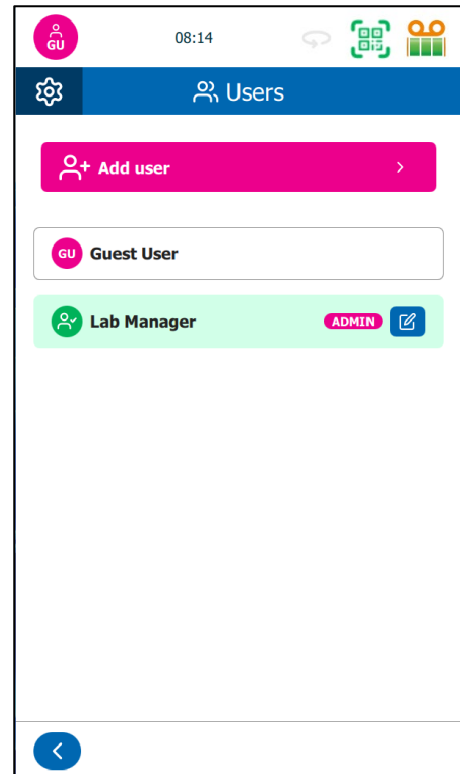 GU
08:14
Users
Add user
GU Guest User
Lab Manager ADMIN